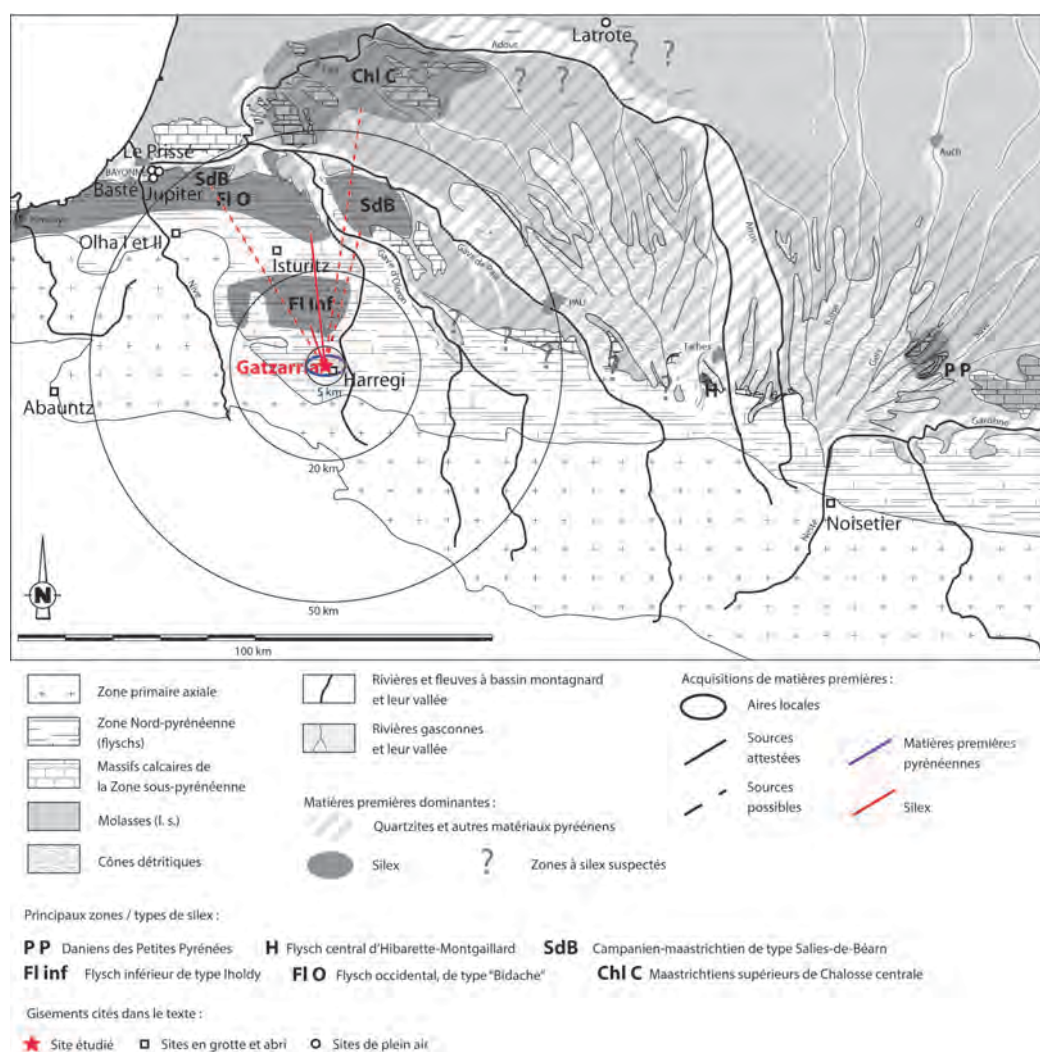 Latrote
Adour
Chl C
Le Prissé
BAYONNE
SdB
Basté
Jupiter
Fl O
SdB
Auch
Olha I et II
Isturitz
Nive
Gave d'Oloron
Gave de Pau
Fl Inf
PAU
Tarbes
Gatzarria
Harregi
5 km
H
P P
Abauntz
Garonne
20 km
Noisetier
Neste
N
50 km
100 km
Zone primaire axiale
Zone Nord-pyrénéenne
(flyschs)
Massifs calcaires de
la Zone sous-pyrénéenne
Molasses (l. s.)
Cônes détritiques
Rivières et fleuves à bassin montagnard
et leur vallée
Rivières gasconnes
et leur vallée
Matières premières dominantes :
Quartzites et autres matériaux pyréénens
Silex
? Zones à silex suspectés
Acquisitions de matières premières :
Aires locales
Sources
attestées
Matières premières
pyrénéennes
Sources
possibles
Silex
Principaux zones / types de silex :
P P Daniens des Petites Pyrénées H Flysch central d'Hibarette-Montgaillard SdB Campanien-maastrichtien de type Salies-de-Béarn
Fl inf Flysch inférieur de type Iholdy Fl O Flysch occidental, de type "Bidache" Chl C Maastrichtiens supérieurs de Chalosse centrale
Gisements cités dans le texte :
Site étudié Sites en grotte et abri Sites de plein air